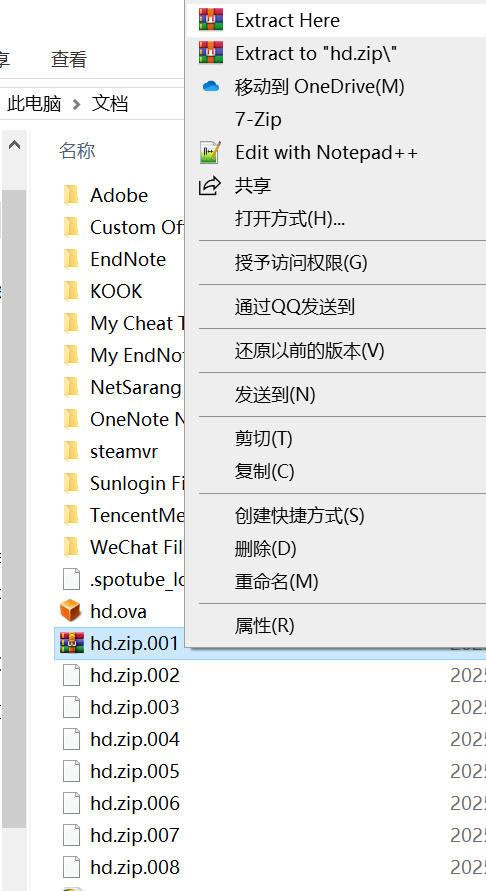 Extract Here
Extract to "hd.zip\"
移动到 OneDrive(M)
7-Zip
Edit with Notepad++
共享
打开方式(H)...
授予访问权限(G)
通过QQ发送到
还原以前的版本(V)
发送到(N)
剪切(T)
复制(C)
创建快捷方式(S)
删除(D)
重命名(M)
属性(R)
查看
此电脑 > 文档
名称
Adobe
Custom Of
EndNote
KOOK
My Cheat T
My EndNo
NetSarang
OneNote N
steamvr
Sunlogin Fi
TencentMe
WeChat File
.spotube_lo
hd.ova
hd.zip.001
hd.zip.002 2025
hd.zip.003 2025
hd.zip.004 2025
hd.zip.005 2025
hd.zip.006 2025
hd.zip.007 2025
hd.zip.008 2025